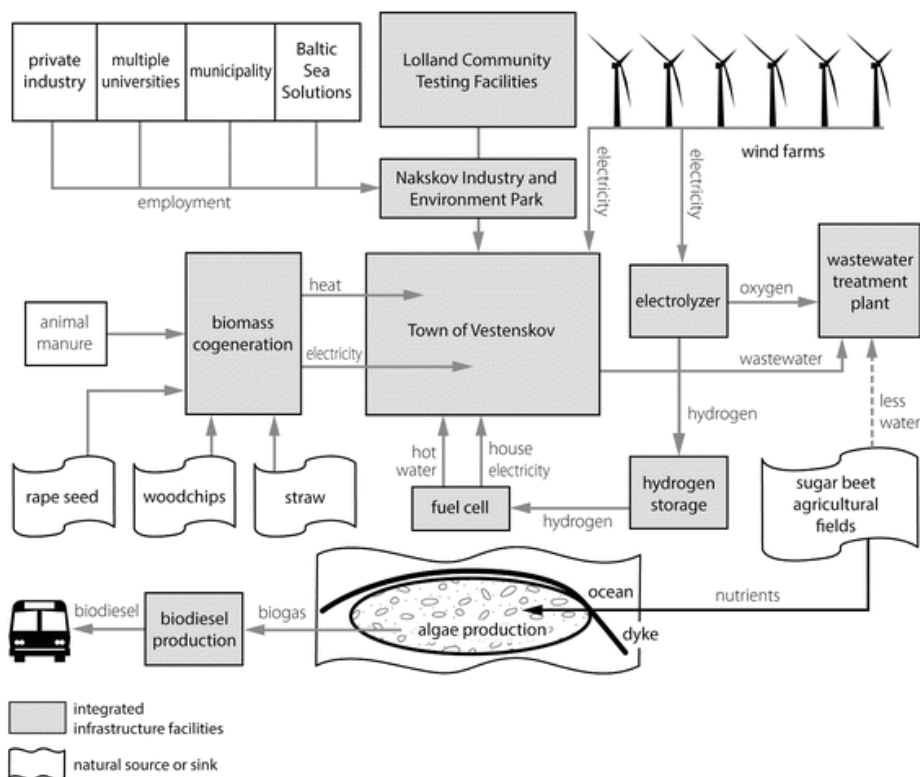 private
industry
multiple
universities
municipality
Baltic
Sea
Solutions
Lolland Community
Testing Facilities
wind farms
employment
Nakskov Industry and
Environment Park
electricity
electricity
animal
manure
biomass
cogeneration
heat
electricity
Town of Vestenskov
electrolyzer
oxygen
wastewater
treatment
plant
wastewater
hydrogen
less
water
rape seed
woodchips
straw
hot
water
house
electricity
fuel cell
hydrogen
hydrogen
storage
sugar beet
agricultural
fields
biodiesel
biodiesel
production
biogas
algae production
ocean
dyke
nutrients
integrated
infrastructure facilities
natural source or sink